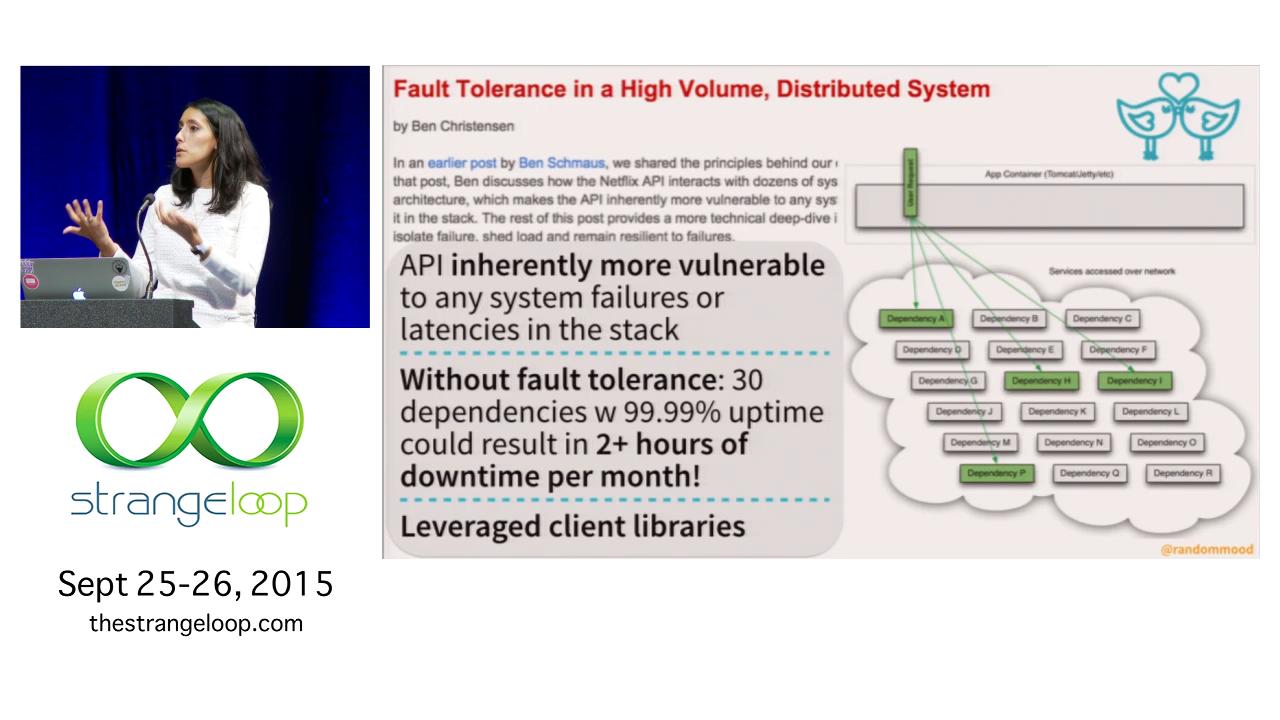 Fault Tolerance in a High Volume, Distributed System
by Ben Christensen
In an earlier post by Ben Schmaus, we shared the principles behind our
that post, Ben discusses how the Netflix API interacts with dozens of sys
architecture, which makes the API inherently more vulnerable to any sys
it in the stack. The rest of this post provides a more technical deep-dive i
isolate failure, shed load and remain resilient to failures.
API inherently more vulnerable
to any system failures or
latencies in the stack
Without fault tolerance: 30
dependencies w 99.99% uptime
could result in 2+ hours of
downtime per month!
Leveraged client libraries
App Container (Tomcat/Jetty/etc)
User Request
Services accessed over network
Dependency A
Dependency B
Dependency C
Dependency D
Dependency E
Dependency F
Dependency G
Dependency H
Dependency I
Dependency J
Dependency K
Dependency L
Dependency M
Dependency N
Dependency O
Dependency P
Dependency Q
Dependency R
@randommood
strangeloop
Sept 25-26, 2015
thestrangeloop.com